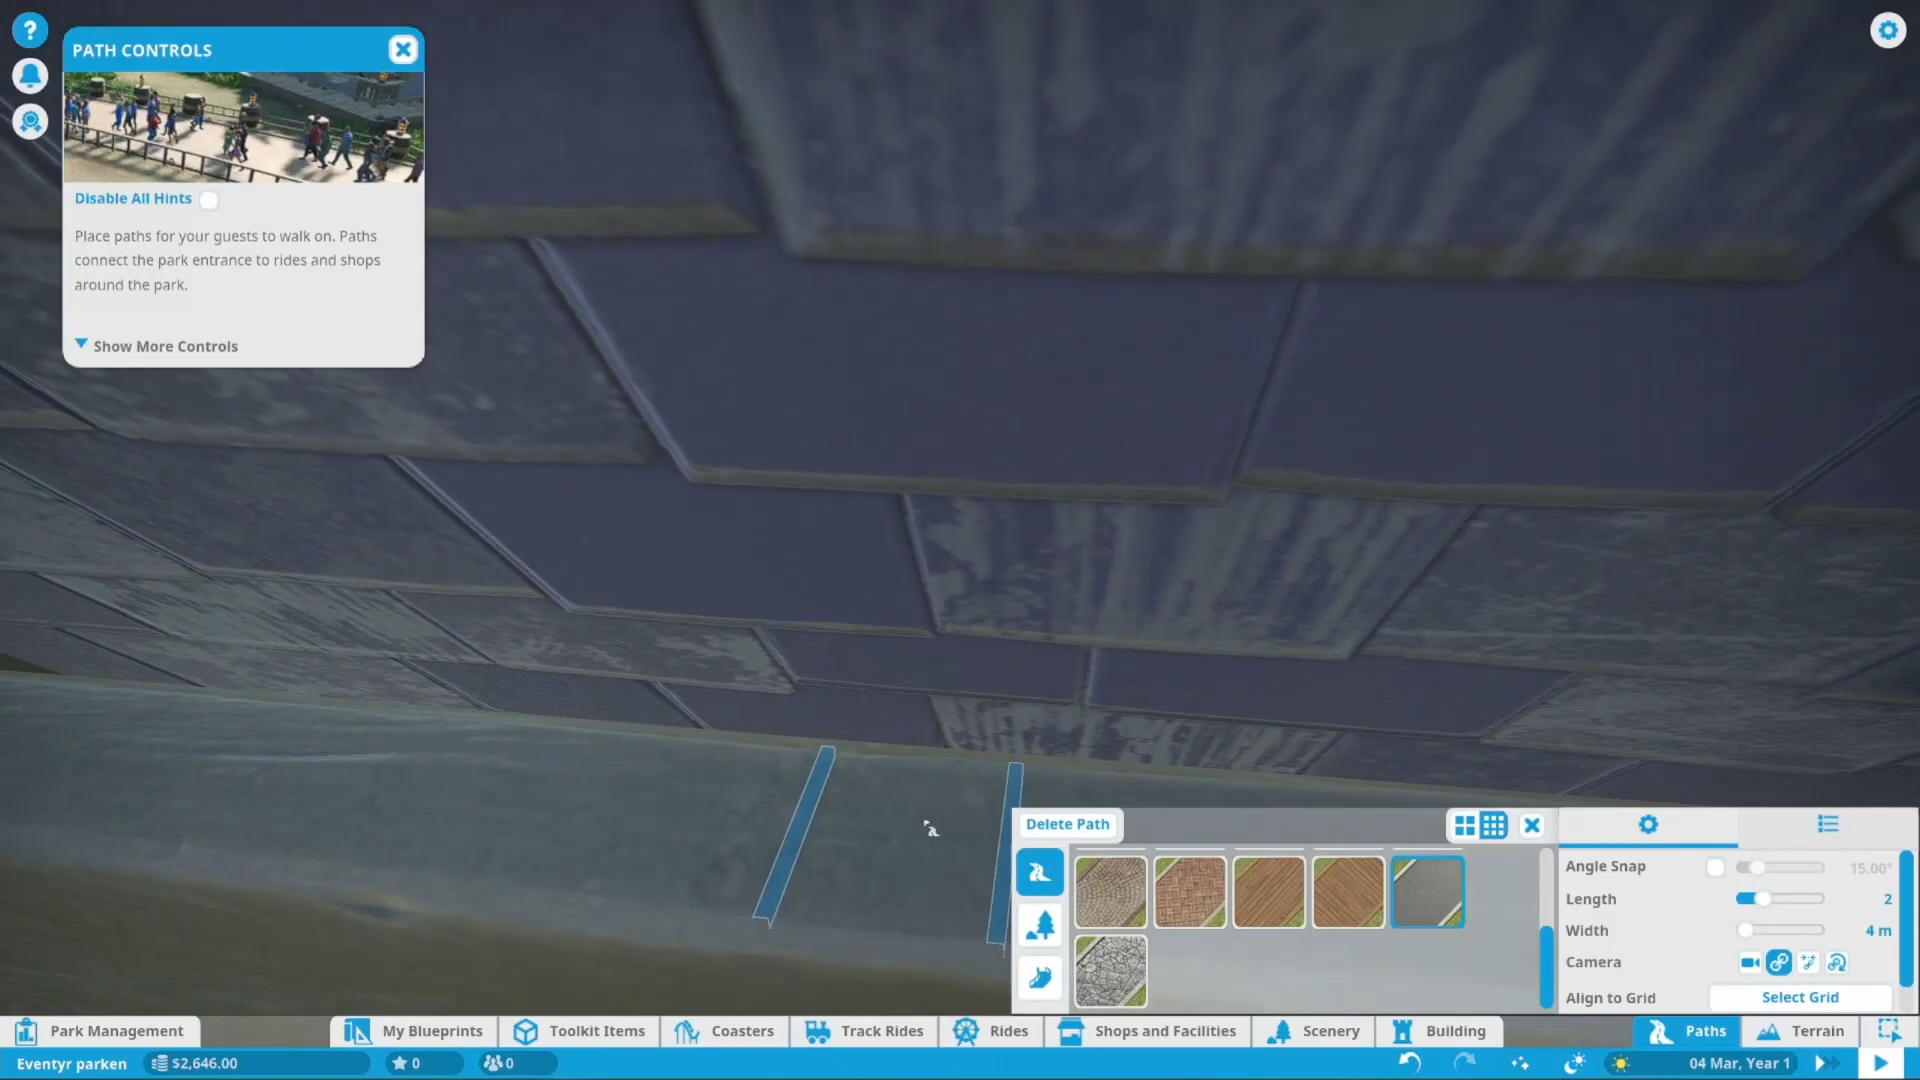 ?
PATH CONTROLS
Disable All Hints
Place paths for your guests to walk on. Paths
connect the park entrance to rides and shops
around the park.
Show More Controls
Delete Path
Angle Snap 15.00°
Length 2
Width 4 m
Camera
Align to Grid Select Grid
Park Management My Blueprints Toolkit Items Coasters Track Rides Rides Shops and Facilities Scenery Building Paths Terrain
Eventyr parken $2,646.00 0 0 04 Mar, Year 1